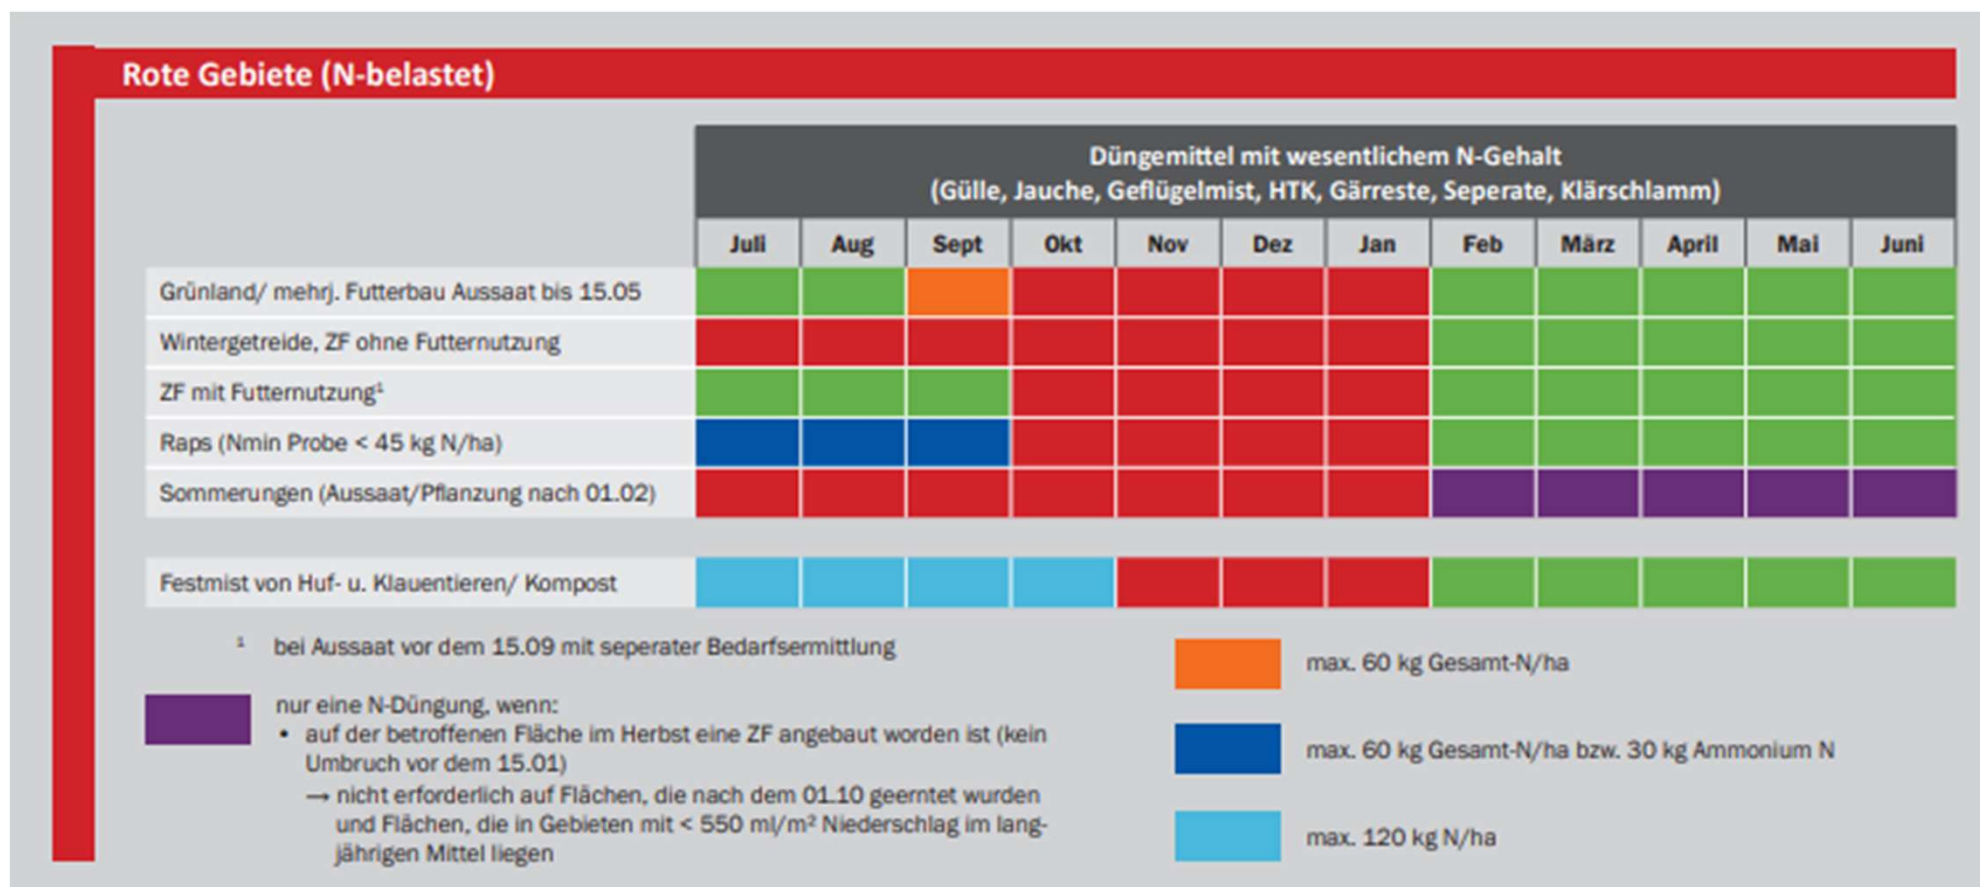 Rote Gebiete (N-belastet)
Düngemittel mit wesentlichem N-Gehalt
(Gülle, Jauche, Geflügelmist, HTK, Gärreste, Seperate, Klärschlamm)
Juli Aug Sept Okt Nov Dez Jan Feb März April Mai Juni
Grünland/ mehrj. Futterbau Aussaat bis 15.05
Wintergetreide, ZF ohne Futternutzung
ZF mit Futternutzung¹
Raps (Nmin Probe < 45 kg N/ha)
Sommerungen (Aussaat/Pflanzung nach 01.02)
Festmist von Huf- u. Klauentieren/ Kompost
¹ bei Aussaat vor dem 15.09 mit seperater Bedarfsermittlung
nur eine N-Düngung, wenn:
• auf der betroffenen Fläche im Herbst eine ZF angebaut worden ist (kein
Umbruch vor dem 15.01)
→ nicht erforderlich auf Flächen, die nach dem 01.10 geerntet wurden
und Flächen, die in Gebieten mit < 550 ml/m² Niederschlag im lang-
jährigen Mittel liegen
max. 60 kg Gesamt-N/ha
max. 60 kg Gesamt-N/ha bzw. 30 kg Ammonium N
max. 120 kg N/ha